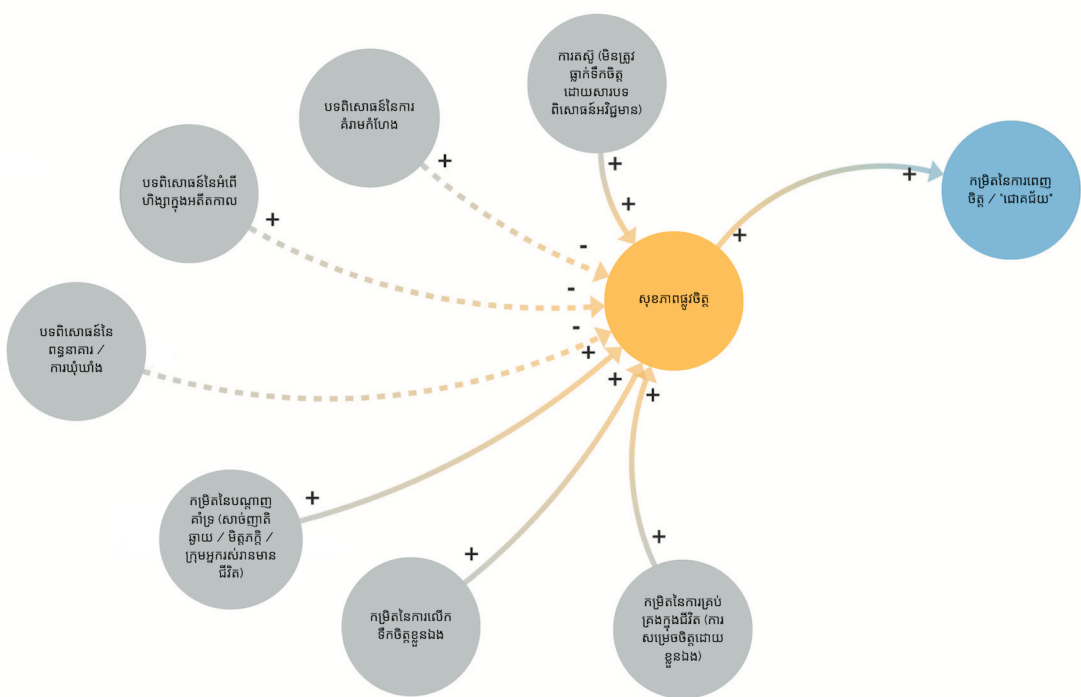 ការតស៊ូ (មិនត្រូវ
ធ្លាក់ទឹកចិត្ត
ដោយសារបទ
ពិសោធន៍អវិជ្ជមាន)
បទពិសោធន៍នៃការ
គំរាមកំហែង
បទពិសោធន៍នៃអំពើ
ហិង្សាក្នុងអតីតកាល
កម្រិតនៃការពេញ
ចិត្ត / "ជោគជ័យ"
សុខភាពផ្លូវចិត្ត
បទពិសោធន៍នៃ
ពន្ធនាគារ /
ការឃុំឃាំង
កម្រិតនៃបណ្តាញ
គាំទ្រ (សាច់ញាតិ
ឆ្ងាយ / មិត្តភក្តិ /
ក្រុមអ្នករស់រានមាន
ជីវិត)
កម្រិតនៃការលើក
ទឹកចិត្តខ្លួនឯង
កម្រិតនៃការគ្រប់
គ្រងក្នុងជីវិត (ការ
សម្រេចចិត្តដោយ
ខ្លួនឯង)
+
+
+
-
+
+
+
-
-
+
+
+
+
+
+